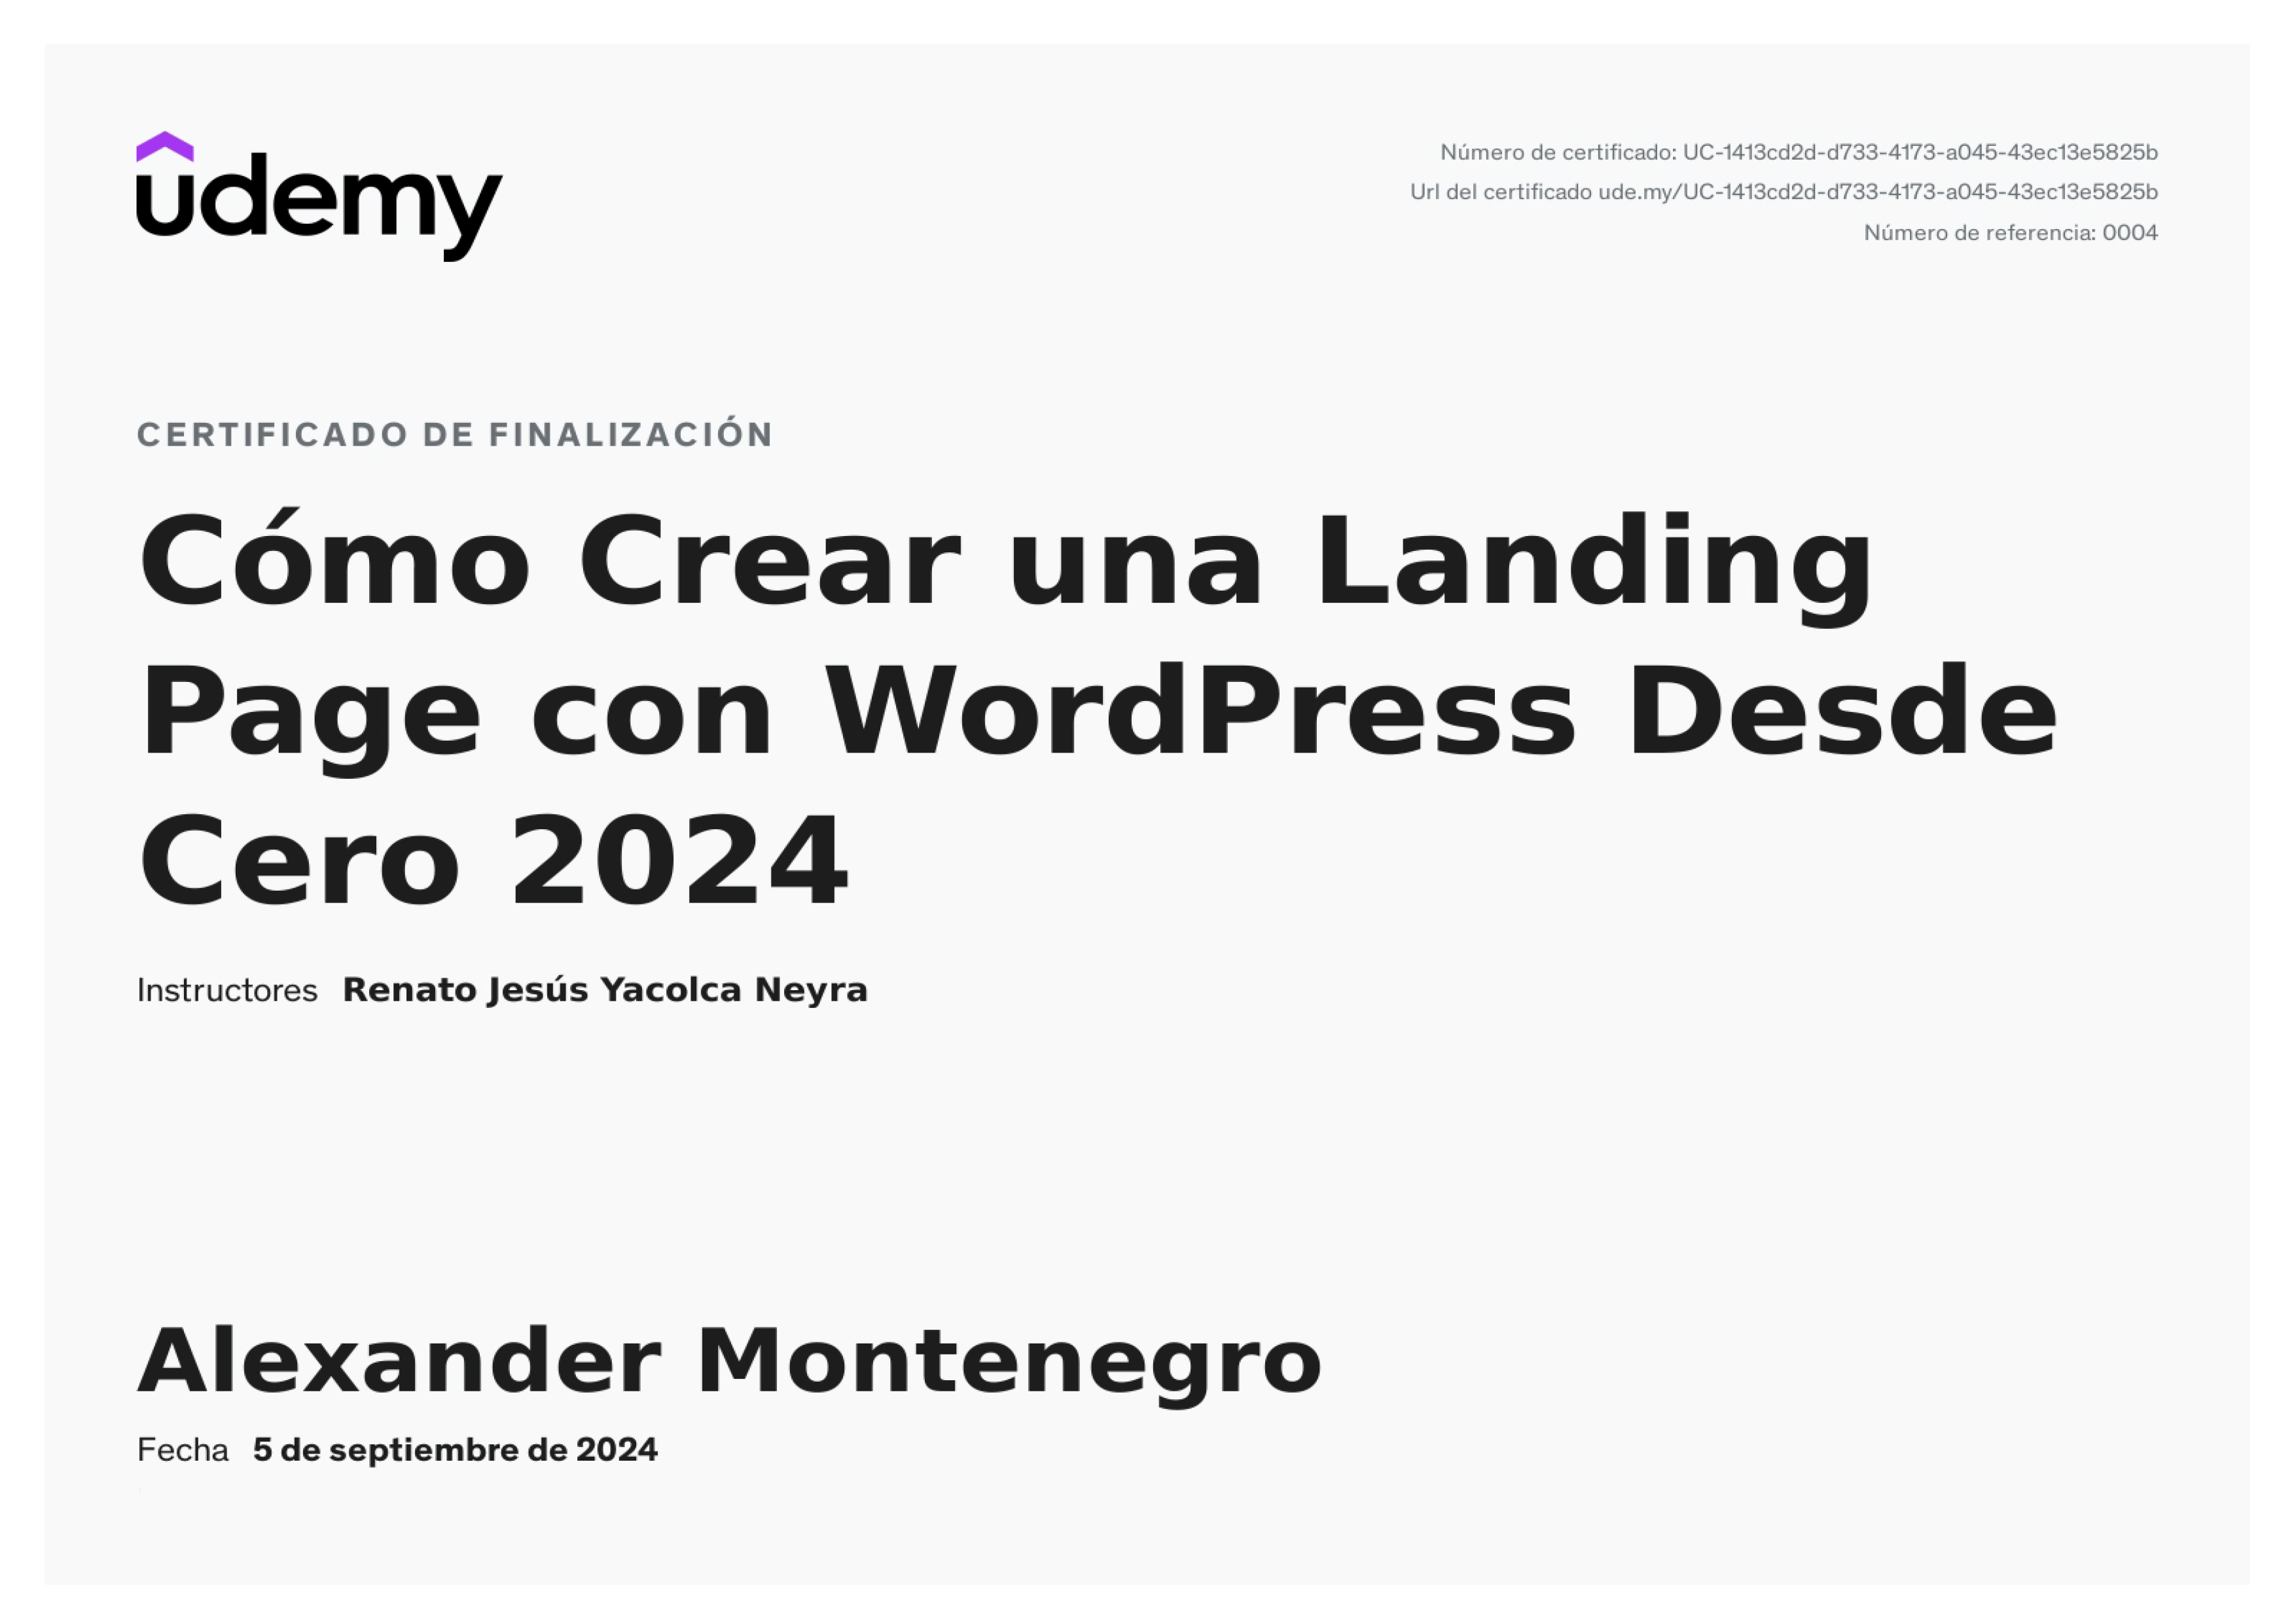 udemy
Número de certificado: UC-1413cd2d-d733-4173-a045-43ec13e5825b
Url del certificado ude.my/UC-1413cd2d-d733-4173-a045-43ec13e5825b
Número de referencia: 0004
CERTIFICADO DE FINALIZACIÓN
Cómo Crear una Landing
Page con WordPress Desde
Cero 2024
Instructores Renato Jesús Yacolca Neyra
Alexander Montenegro
Fecha 5 de septiembre de 2024